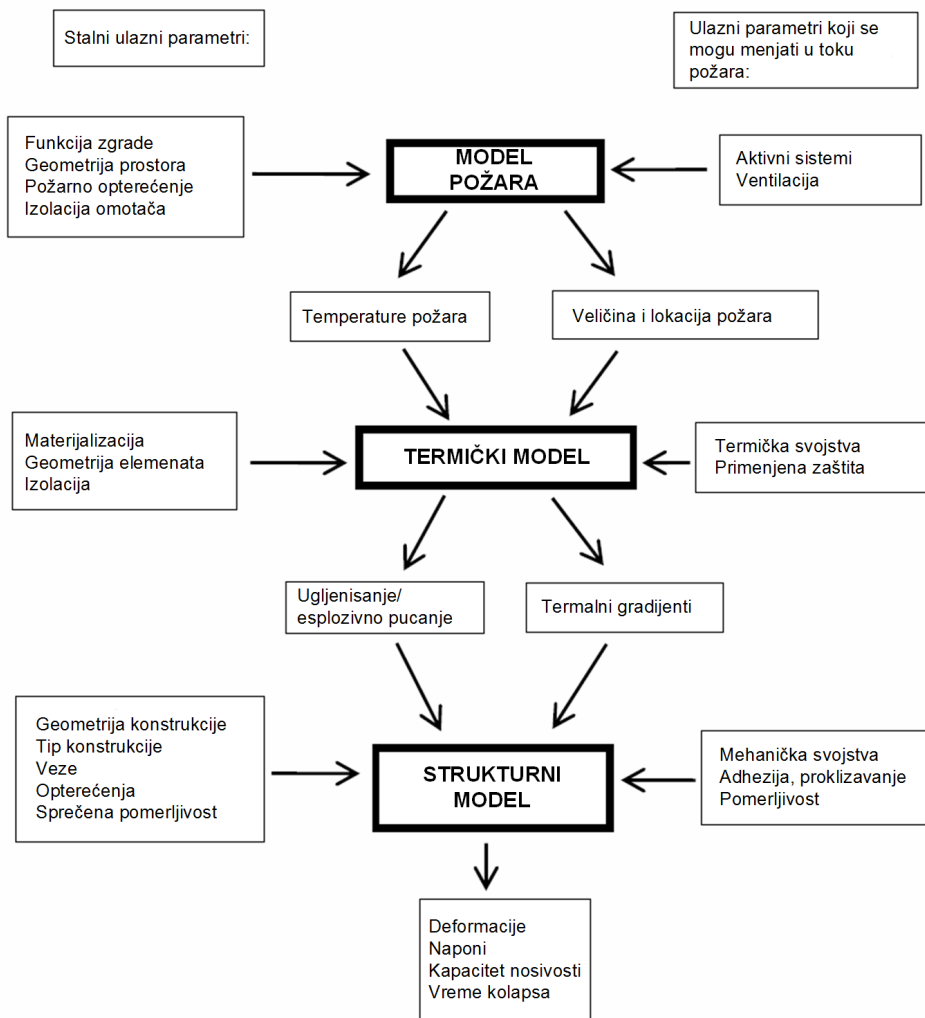 Stalni ulazni parametri:
Ulazni parametri koji se
mogu menjati u toku
požara:
Funkcija zgrade
Geometrija prostora
Požarno opterećenje
Izolacija omotača
MODEL
POŽARA
Aktivni sistemi
Ventilacija
Temperature požara
Veličina i lokacija požara
Materijalizacija
Geometrija elemenata
Izolacija
TERMIČKI MODEL
Termička svojstva
Primenjena zaštita
Ugljenisanje/
esplozivno pucanje
Termalni gradijenti
Geometrija konstrukcije
Tip konstrukcije
Veze
Opterećenja
Sprečena pomerljivost
STRUKTURNI
MODEL
Mehanička svojstva
Adhezija, proklizavanje
Pomerljivost
Deformacije
Naponi
Kapacitet nosivosti
Vreme kolapsa